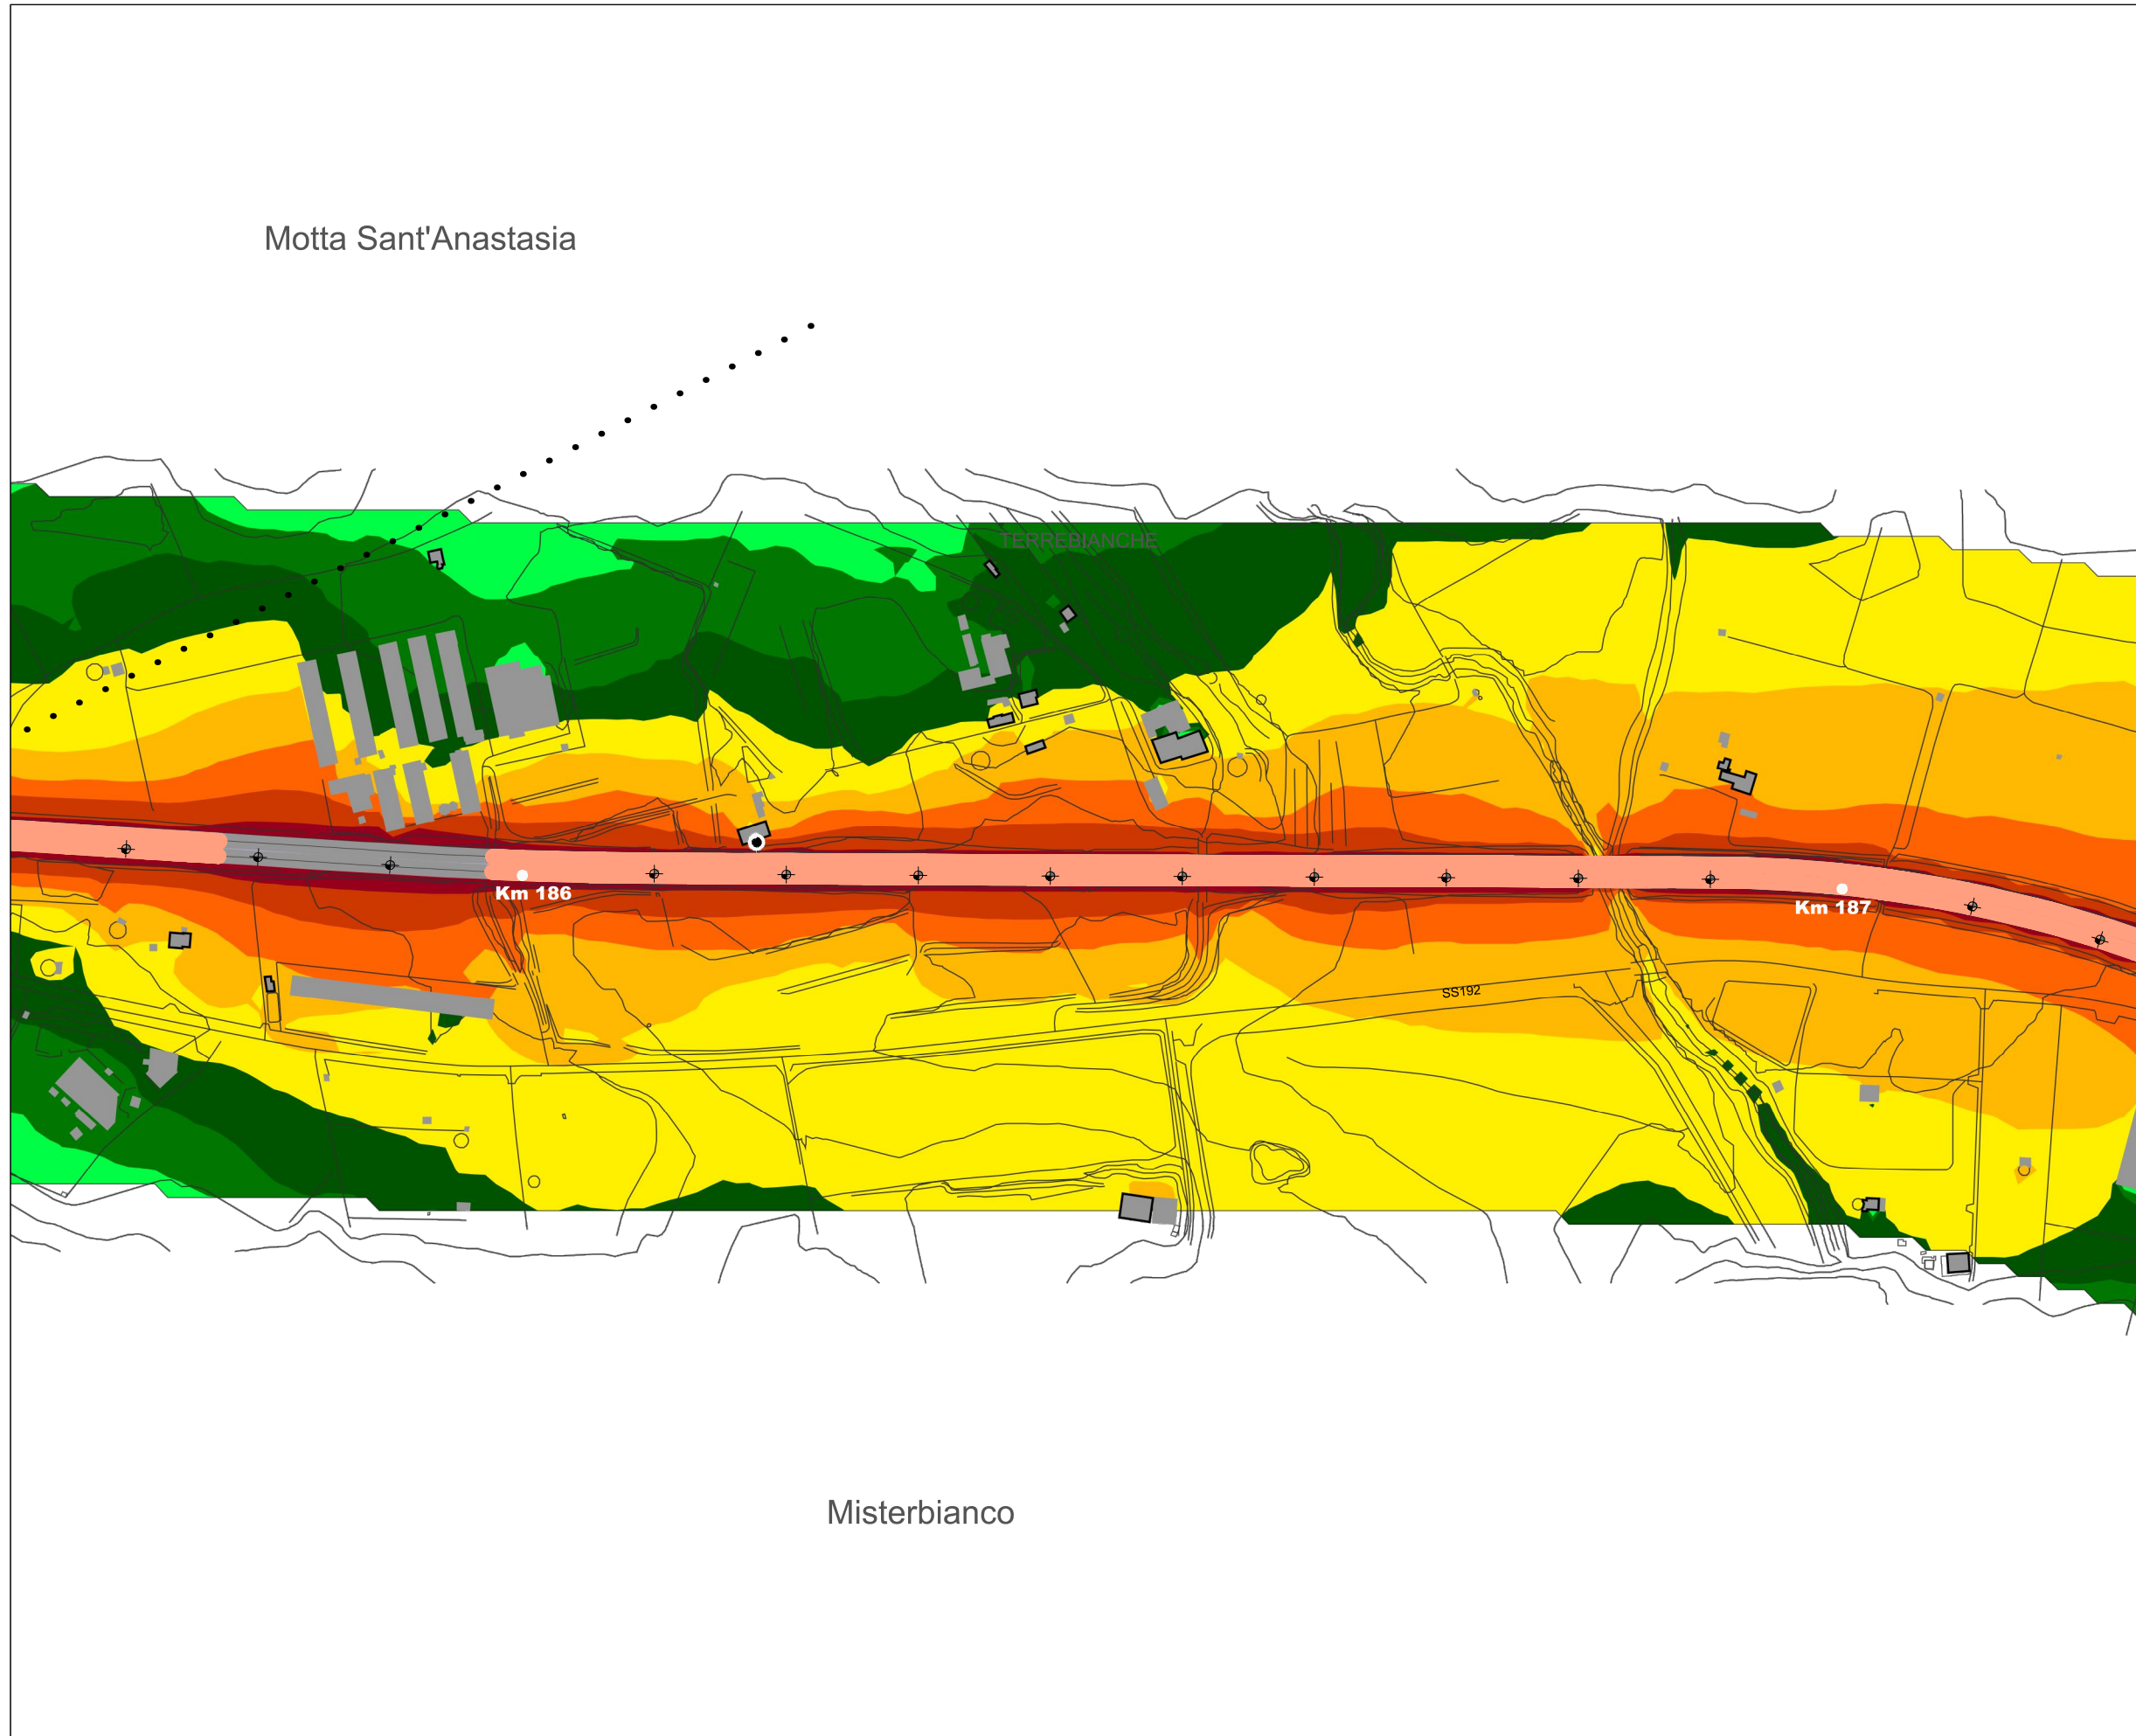 Motta Sant'Anastasia
TERREBIANCHE
Km 186
Km 187
SS192
Misterbianco